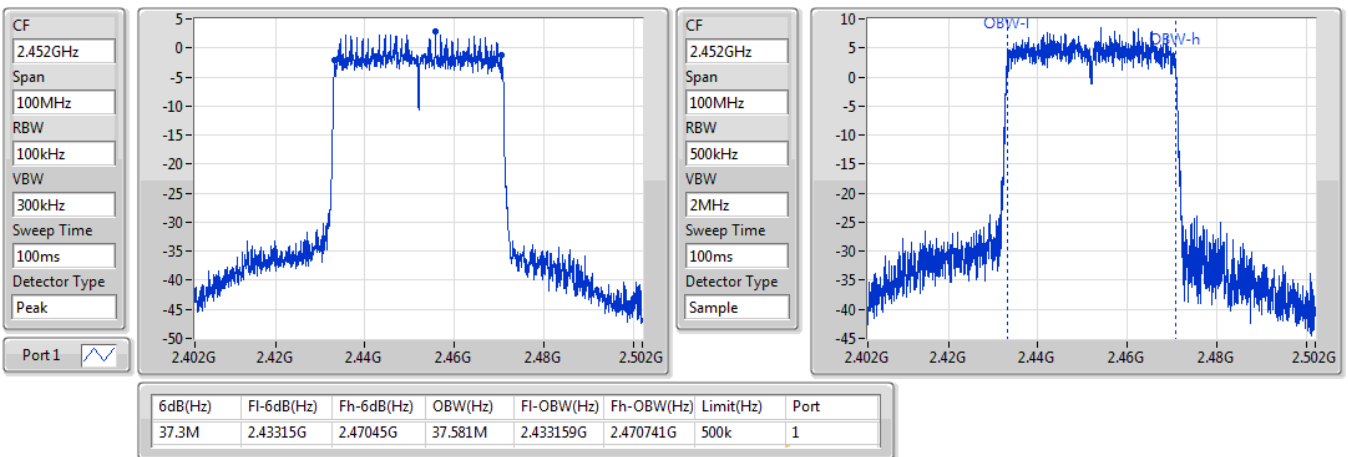 CF
2.452GHz
Span
100MHz
RBW
100kHz
VBW
300kHz
Sweep Time
100ms
Detector Type
Peak
Port 1
5
0
-5
-10
-15
-20
-25
-30
-35
-40
-45
-50
2.402G 2.42G 2.44G 2.46G 2.48G 2.502G
CF
2.452GHz
Span
100MHz
RBW
500kHz
VBW
2MHz
Sweep Time
100ms
Detector Type
Sample
OBW-l
OBW-h
10
5
0
-5
-10
-15
-20
-25
-30
-35
-40
-45
2.402G 2.42G 2.44G 2.46G 2.48G 2.502G
6dB(Hz) Fl-6dB(Hz) Fh-6dB(Hz) OBW(Hz) Fl-OBW(Hz) Fh-OBW(Hz) Limit(Hz) Port
37.3M 2.43315G 2.47045G 37.581M 2.433159G 2.470741G 500k 1